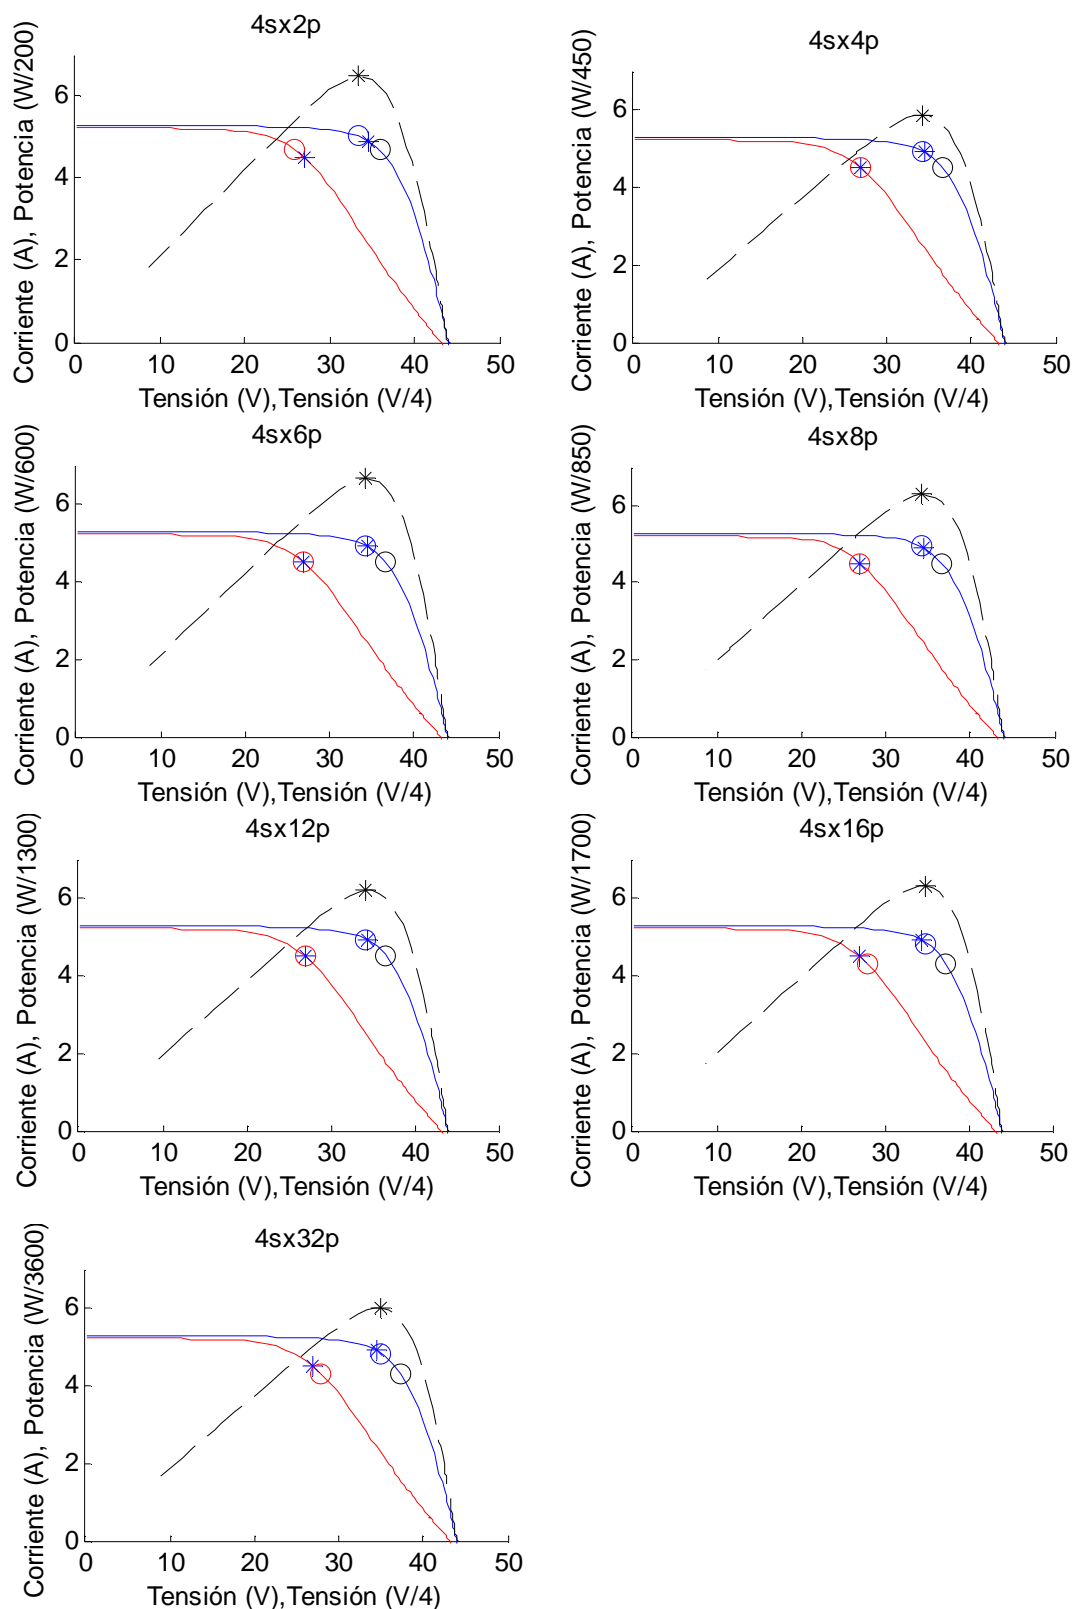 4sx2p
Corriente (A), Potencia (W/200)
6
4
2
0
0 10 20 30 40 50
Tensión (V),Tensión (V/4)
4sx4p
Corriente (A), Potencia (W/450)
6
4
2
0
0 10 20 30 40 50
Tensión (V),Tensión (V/4)
4sx6p
Corriente (A), Potencia (W/600)
6
4
2
0
0 10 20 30 40 50
Tensión (V),Tensión (V/4)
4sx8p
Corriente (A), Potencia (W/850)
6
4
2
0
0 10 20 30 40 50
Tensión (V),Tensión (V/4)
4sx12p
Corriente (A), Potencia (W/1300)
6
4
2
0
0 10 20 30 40 50
Tensión (V),Tensión (V/4)
4sx16p
Corriente (A), Potencia (W/1700)
6
4
2
0
0 10 20 30 40 50
Tensión (V),Tensión (V/4)
4sx32p
Corriente (A), Potencia (W/3600)
6
4
2
0
0 10 20 30 40 50
Tensión (V),Tensión (V/4)